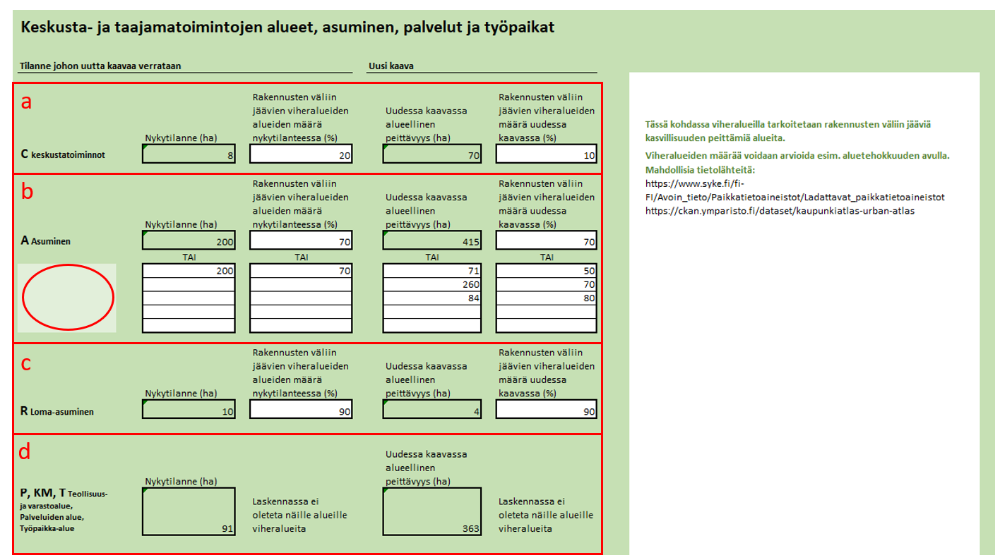 Keskusta- ja taajamatoimintojen alueet, asuminen, palvelut ja työpaikat
Tilanne johon uutta kaavaa verrataan
Uusi kaava
a
Nykytilanne (ha)
Rakennusten väliin
jäävien viheralueiden
alueiden määrä
nykytilanteessa (%)
Uudessa kaavassa
alueellinen
peittävyys (ha)
Rakennusten väliin
jäävien viheralueiden
määrä uudessa
kaavassa (%)
C keskustatoiminnot
8
20
70
10
b
Nykytilanne (ha)
Rakennusten väliin
jäävien viheralueiden
alueiden määrä
nykytilanteessa (%)
Uudessa kaavassa
alueellinen
peittävyys (ha)
Rakennusten väliin
jäävien viheralueiden
määrä uudessa
kaavassa (%)
A Asuminen
200
70
415
70
TAI
TAI
TAI
TAI
200
70
71
50
260
70
84
80
c
Nykytilanne (ha)
Rakennusten väliin
jäävien viheralueiden
alueiden määrä
nykytilanteessa (%)
Uudessa kaavassa
alueellinen
peittävyys (ha)
Rakennusten väliin
jäävien viheralueiden
määrä uudessa
kaavassa (%)
R Loma-asuminen
10
90
4
90
d
Nykytilanne (ha)
Uudessa kaavassa
alueellinen
peittävyys (ha)
P, KM, T Teollisuus-
ja varastoalue,
Palveluiden alue,
Työpaikka-alue
91
Laskennassa ei
oleteta näille alueille
viheralueita
363
Laskennassa ei
oleteta näille alueille
viheralueita
Tässä kohdassa viheralueilla tarkoitetaan rakennusten väliin jääviä
kasvillisuuden peittämiä alueita.
Viheralueiden määrää voidaan arvioida esim. aluetehokkuuden avulla.
Mahdollisia tietolähteitä:
https://www.syke.fi/fi-
FI/Avoin_tieto/Paikkatietoaineistot/Ladattavat_paikkatietoaineistot
https://ckan.ymparisto.fi/dataset/kaupunkiatlas-urban-atlas